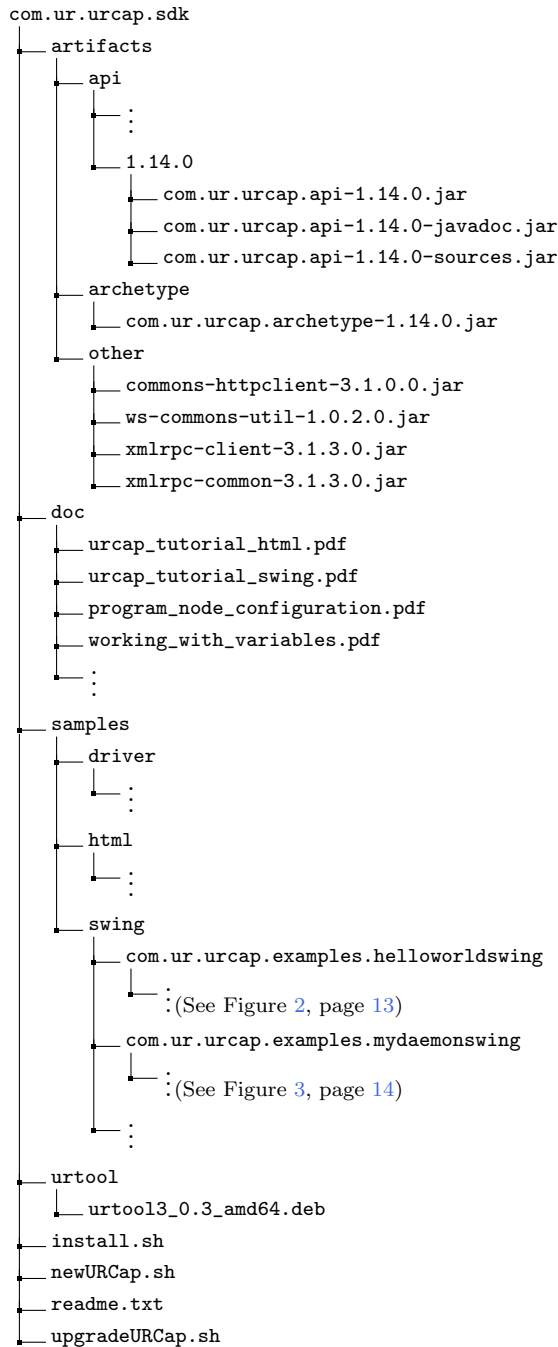 com.ur.urcap.sdk
artifacts
api
⋮
1.14.0
com.ur.urcap.api-1.14.0.jar
com.ur.urcap.api-1.14.0-javadoc.jar
com.ur.urcap.api-1.14.0-sources.jar
archetype
com.ur.urcap.archetype-1.14.0.jar
other
commons-httpclient-3.1.0.0.jar
ws-commons-util-1.0.2.0.jar
xmlrpc-client-3.1.3.0.jar
xmlrpc-common-3.1.3.0.jar
doc
urcap_tutorial_html.pdf
urcap_tutorial_swing.pdf
program_node_configuration.pdf
working_with_variables.pdf
⋮
samples
driver
⋮
html
⋮
swing
com.ur.urcap.examples.helloworldswing
⋮ (See Figure 2, page 13)
com.ur.urcap.examples.mydaemonswing
⋮ (See Figure 3, page 14)
⋮
urtool
urtool3_0.3_amd64.deb
install.sh
newURCap.sh
readme.txt
upgradeURCap.sh